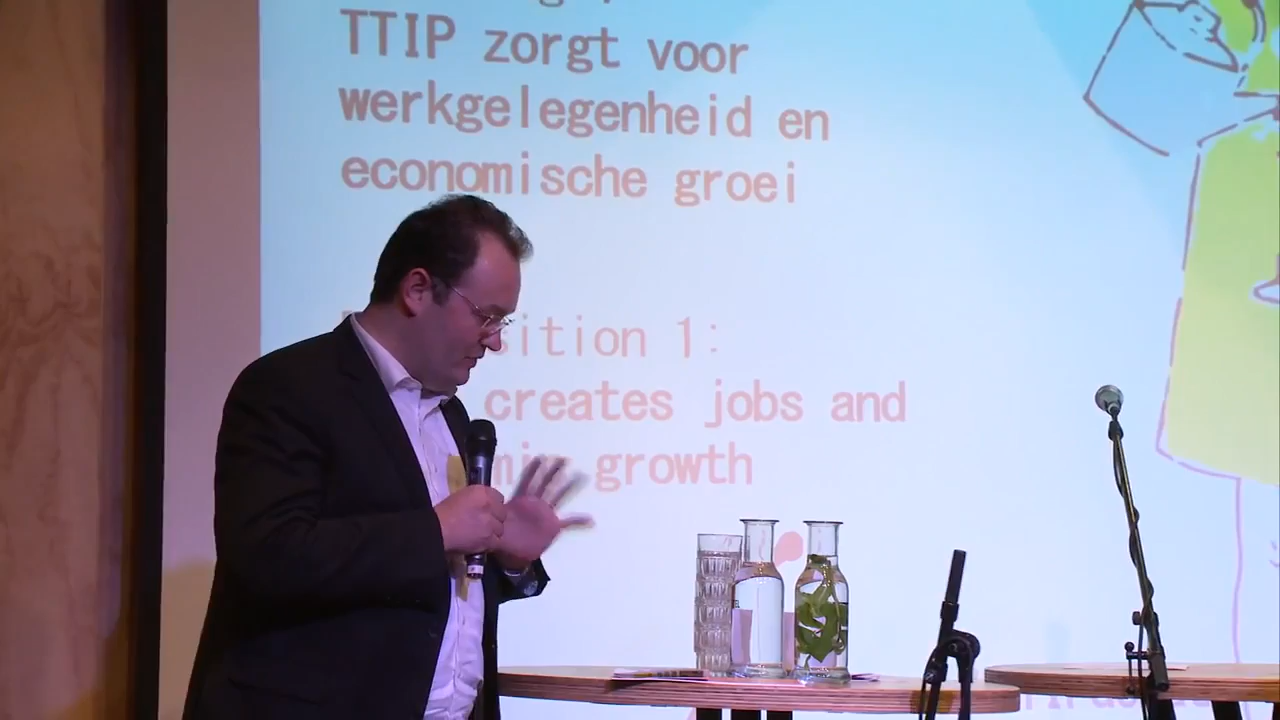 TTIP zorgt voor
werkgelegenheid en
economische groei
sition 1:
creates jobs and
growth